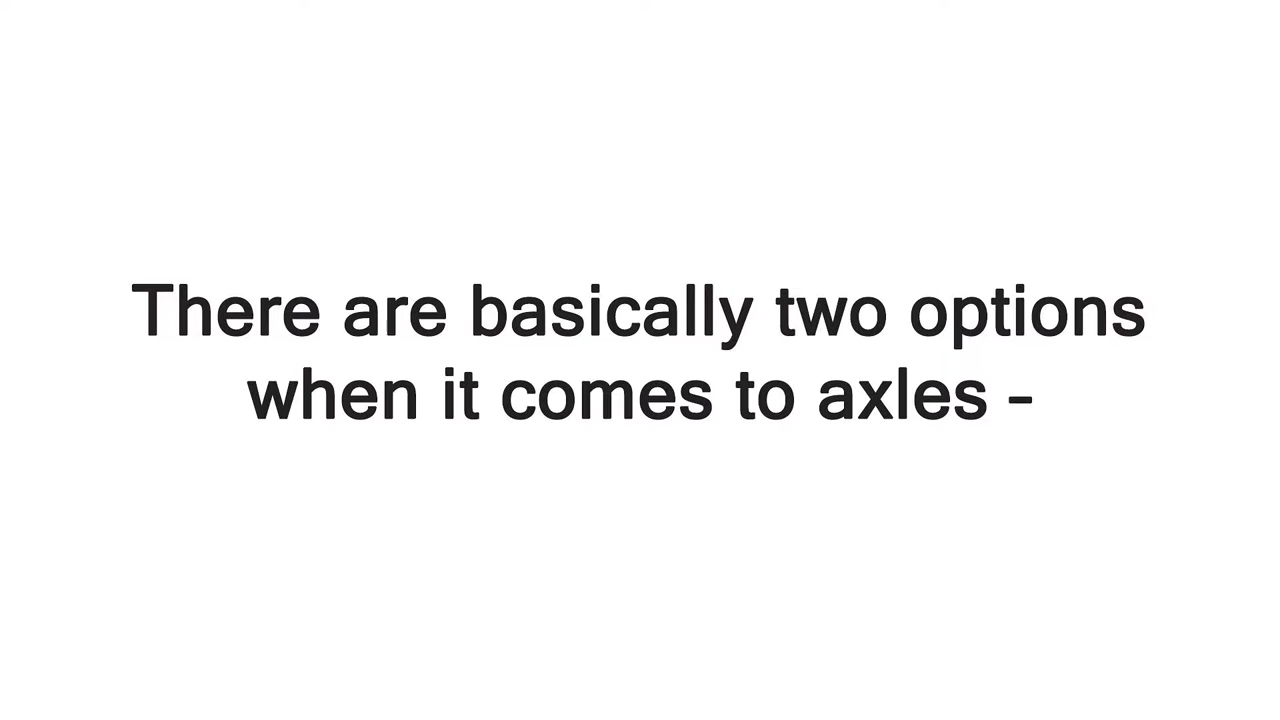 There are basically two options
when it comes to axles -